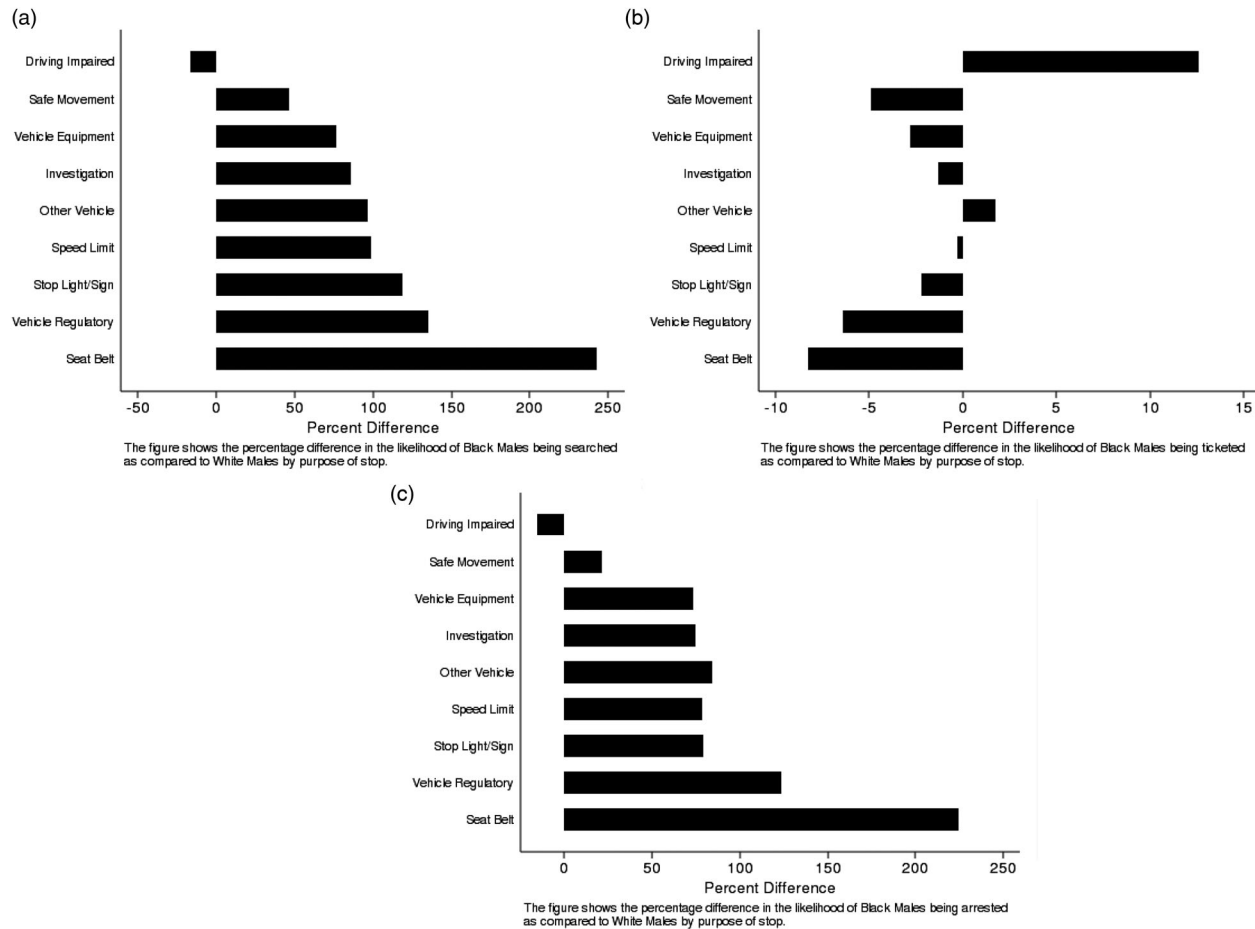 (a)
Driving Impaired
Safe Movement
Vehicle Equipment
Investigation
Other Vehicle
Speed Limit
Stop Light/Sign
Vehicle Regulatory
Seat Belt
-50 0 50 100 150 200 250
Percent Difference
The figure shows the percentage difference in the likelihood of Black Males being searched
as compared to White Males by purpose of stop.
(b)
Driving Impaired
Safe Movement
Vehicle Equipment
Investigation
Other Vehicle
Speed Limit
Stop Light/Sign
Vehicle Regulatory
Seat Belt
-10 -5 0 5 10 15
Percent Difference
The figure shows the percentage difference in the likelihood of Black Males being ticketed
as compared to White Males by purpose of stop.
(c)
Driving Impaired
Safe Movement
Vehicle Equipment
Investigation
Other Vehicle
Speed Limit
Stop Light/Sign
Vehicle Regulatory
Seat Belt
0 50 100 150 200 250
Percent Difference
The figure shows the percentage difference in the likelihood of Black Males being arrested
as compared to White Males by purpose of stop.